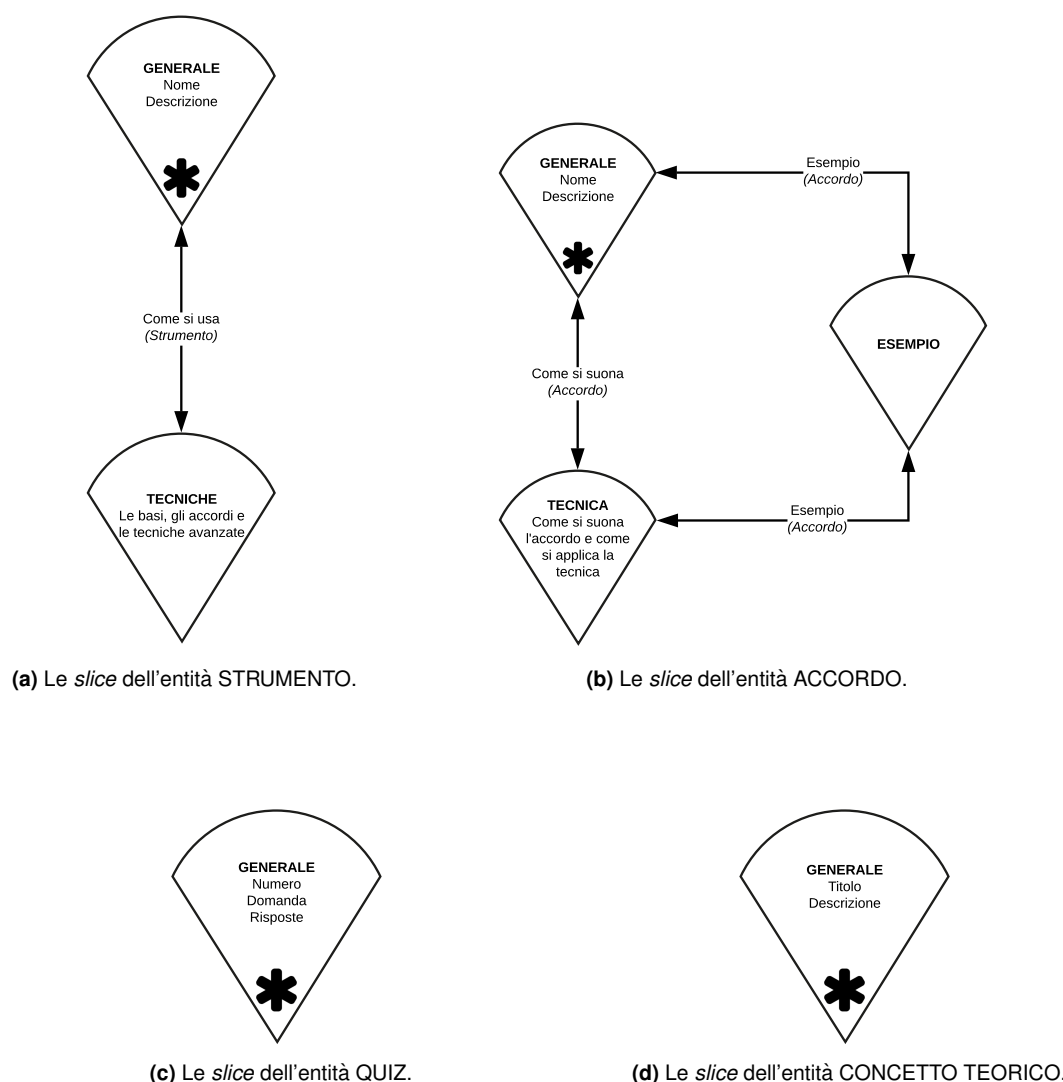 GENERALE
Nome
Descrizione
Come si usa
(Strumento)
TECNICHE
Le basi, gli accordi e
le tecniche avanzate
(a) Le slice dell'entità STRUMENTO.
GENERALE
Nome
Descrizione
Esempio
(Accordo)
ESEMPIO
Come si suona
(Accordo)
TECNICA
Come si suona
l'accordo e come
si applica la
tecnica
Esempio
(Accordo)
(b) Le slice dell'entità ACCORDO.
GENERALE
Numero
Domanda
Risposte
(c) Le slice dell'entità QUIZ.
GENERALE
Titolo
Descrizione
(d) Le slice dell'entità CONCETTO TEORICO.